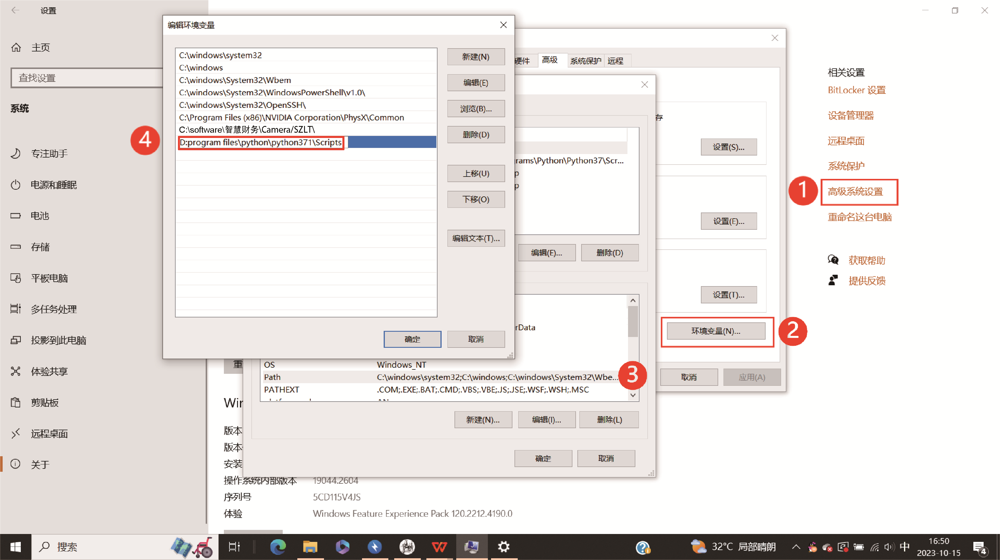 设置
主页
查找设置
系统
专注助手
电源和睡眠
电池
存储
平板电脑
多任务处理
投影到此电脑
体验共享
剪贴板
远程桌面
关于
编辑环境变量
C:\windows\system32
C:\windows
C:\windows\System32\Wbem
C:\windows\System32\WindowsPowerShell\v1.0\
C:\windows\System32\OpenSSH\
C:\Program Files (x86)\NVIDIA Corporation\PhysX\Common
C:\software\智慧财务\Camera/SZLT\
4
D:program files\python\python371\Scripts
新建(N)
编辑(E)
浏览(B)...
删除(D)
上移(U)
下移(O)
编辑文本(T)...
确定
取消
硬件
高级
系统保护
远程
存
设置(S)...
设置(E)...
设置(T)...
环境变量(N)...
2
取消
应用(A)
rams\Python\Python37\Scr...
p
p
编辑(E)...
删除(D)
rData
OS Windows_NT
Path C:\windows\system32;C:\windows;C:\windows\System32\Wbe...
3
PATHEXT .COM;.EXE;.BAT;.CMD;.VBS;.VBE;.JS;.JSE;.WSF;.WSH;.MSC
新建(N)...
编辑(I)...
删除(L)
确定
取消
重
Win
版本
版本
安装
操作系统内部版本 19044.2604
序列号 5CD115V4JS
体验 Windows Feature Experience Pack 120.2212.4190.0
相关设置
BitLocker 设置
设备管理器
远程桌面
系统保护
1
高级系统设置
重命名这台电脑
获取帮助
提供反馈
搜索
32°C 局部晴朗
中
16:50
2023-10-15
4